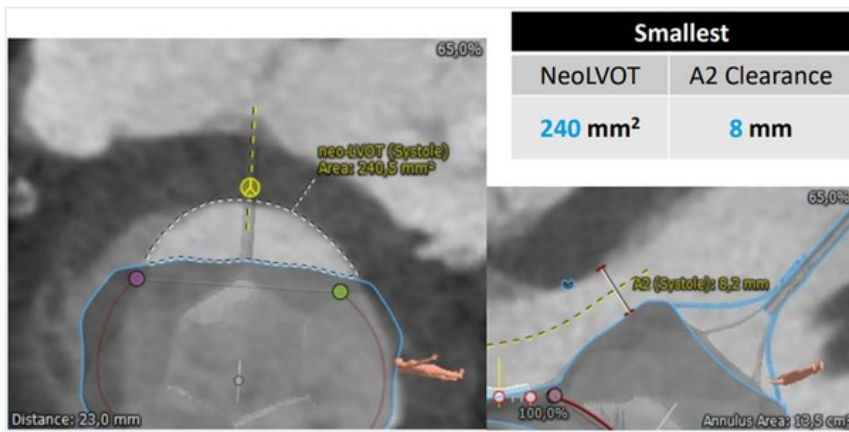 65,0%
neo-LVOT (Systole)
Area: 240,5 mm²
Distance: 23,0 mm
Smallest
NeoLVOT A2 Clearance
240 mm² 8 mm
65,0%
A2 (Systole): 8,2 mm
100,0%
Annulus Area: 13,5 cm²